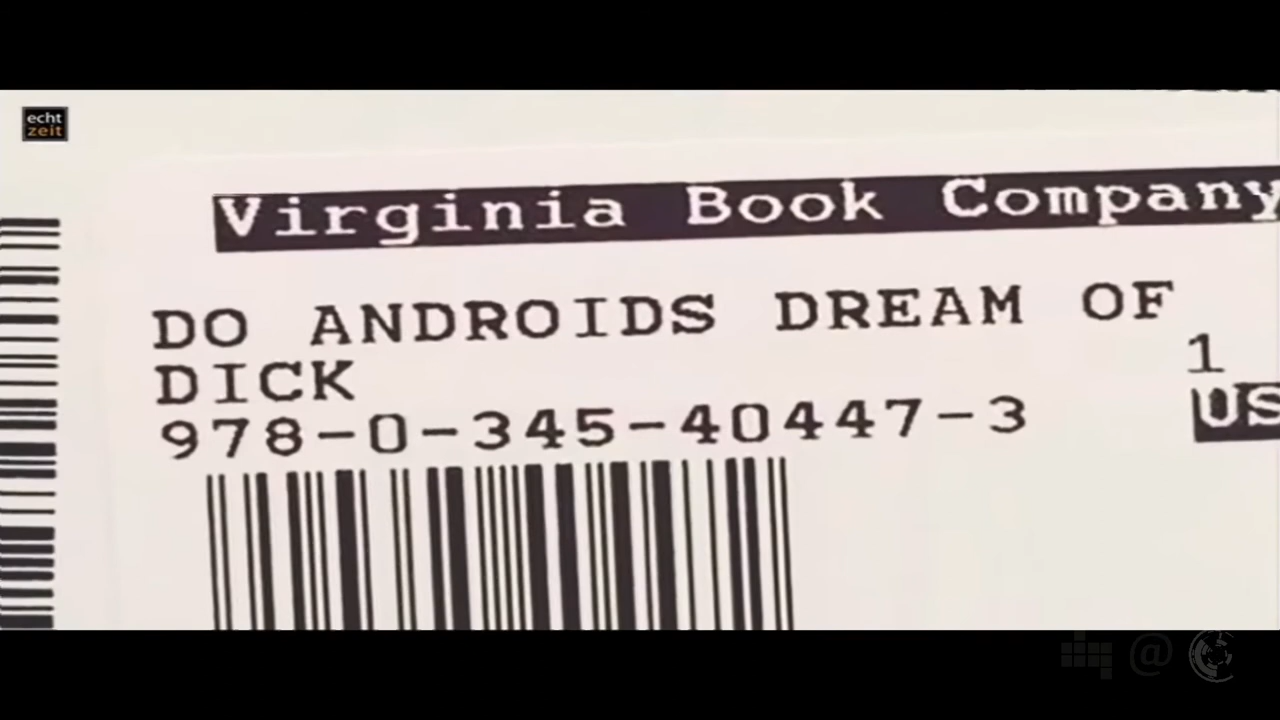 echt
zeit
Virginia Book Company
DO ANDROIDS DREAM OF
DICK
1
978-0-345-40447-3
US
@